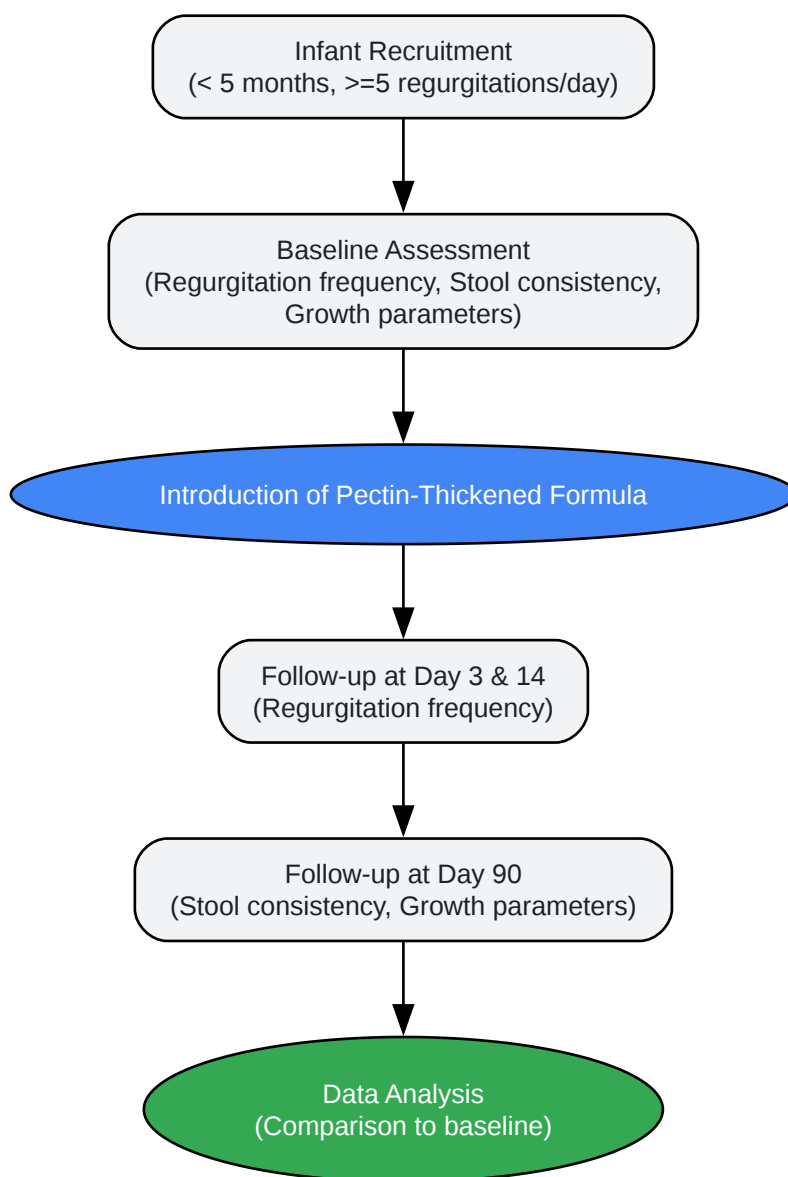 Infant Recruitment
(< 5 months, >=5 regurgitations/day)
Baseline Assessment
(Regurgitation frequency, Stool consistency,
Growth parameters)
Introduction of Pectin-Thickened Formula
Follow-up at Day 3 & 14
(Regurgitation frequency)
Follow-up at Day 90
(Stool consistency, Growth parameters)
Data Analysis
(Comparison to baseline)